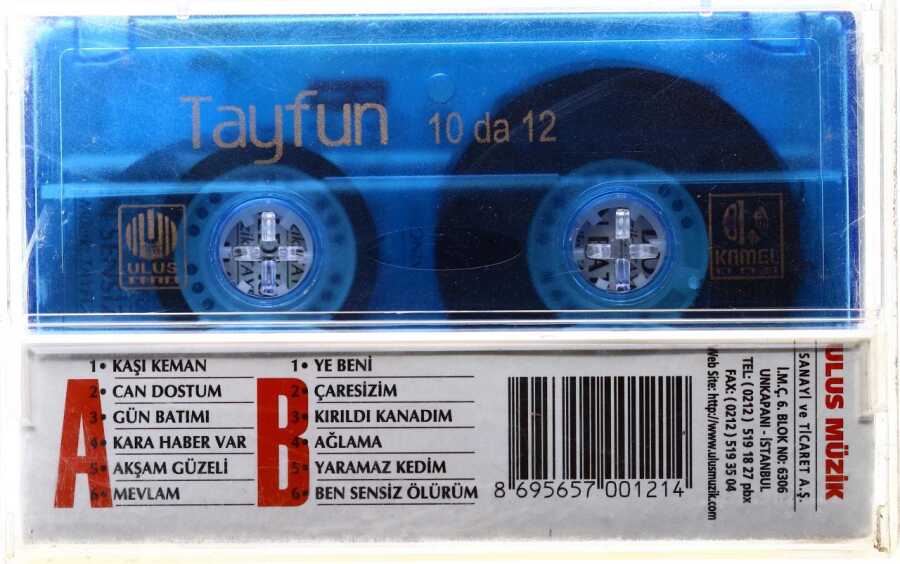 Tayfun 10 da 12
ULUS
KAMEL
A
1• KAŞI KEMAN
2• CAN DOSTUM
3• GÜN BATIMI
4• KARA HABER VAR
5• AKŞAM GÜZELİ
6• MEVLAM
B
1• YE BENİ
2• ÇARESİZİM
3• KIRILDI KANADIM
4• AĞLAMA
5• YARAMAZ KEDİM
6• BEN SENSİZ ÖLÜRÜM
8 695657 001214
ULUS MÜZİK
SANAYİ ve TİCARET A.Ş.
İ.M.Ç 6. BLOK NO: 6306
UNKAPANI - İSTANBUL
TEL: ( 0212 ) 519 18 27 pbx
FAX: ( 0212 ) 519 35 04
Web Site: http://www.ulusmuzik.com